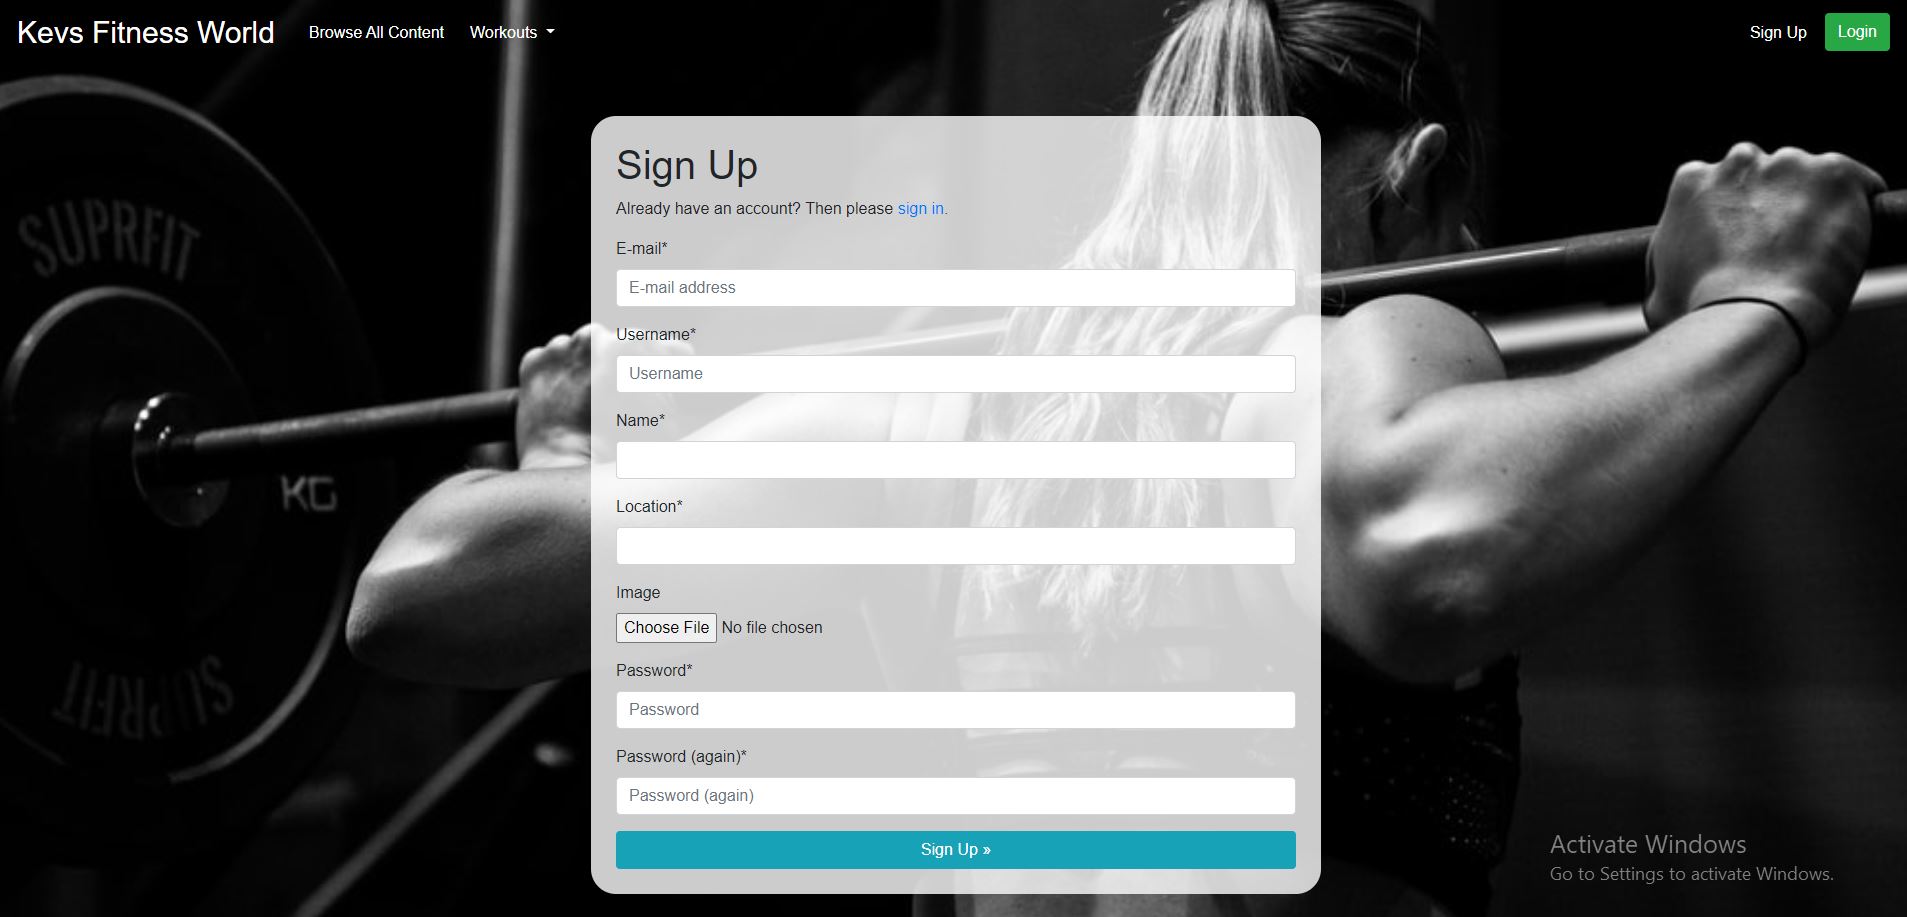 Kevs Fitness World
Browse All Content
Workouts
Sign Up
Login
SUPRFIT
KG
SUPRFIT
Sign Up
Already have an account? Then please sign in.
E-mail*
E-mail address
Username*
Username
Name*
Location*
Image
Choose File No file chosen
Password*
Password
Password (again)*
Password (again)
Sign Up »
Activate Windows
Go to Settings to activate Windows.